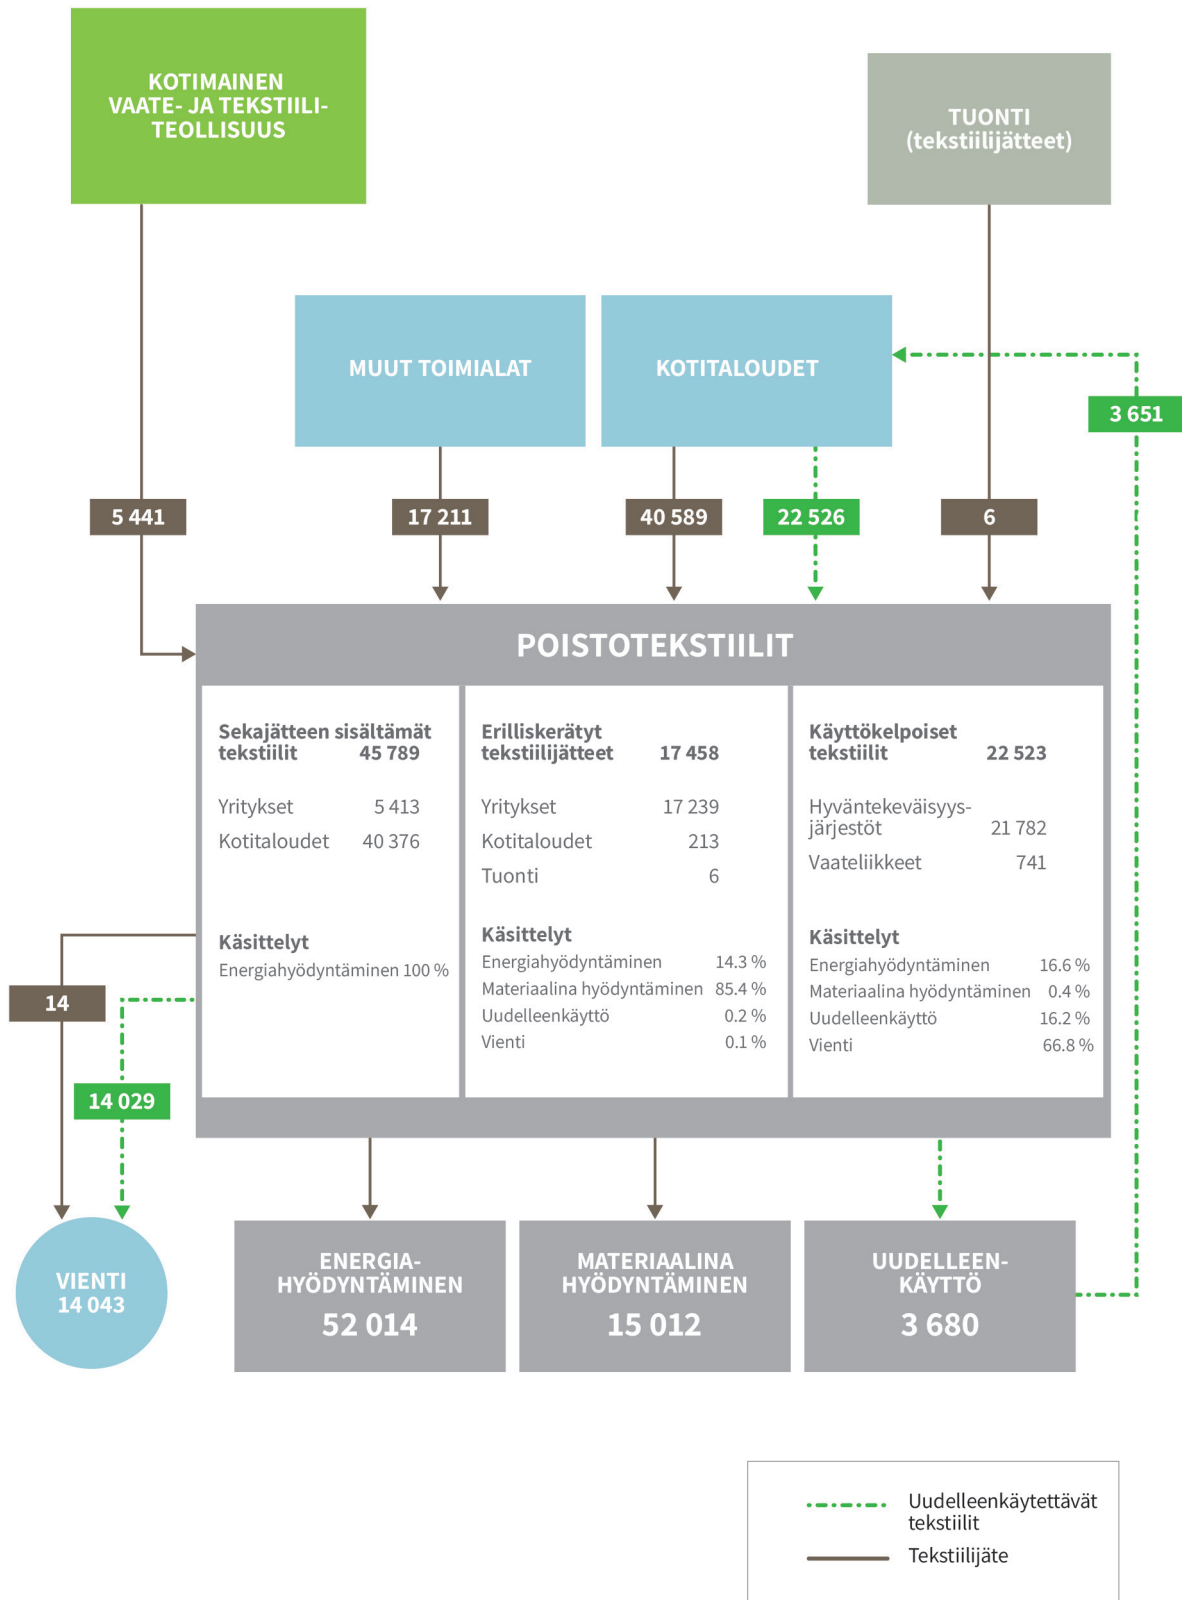 KOTIMAINEN
VAATE- JA TEKSTIILI-
TEOLLISUUS
TUONTI
(tekstiilijätteet)
MUUT TOIMIALAT
KOTITALOUDET
3 651
5 441
17 211
40 589
22 526
6
POISTOTEKSTIILIT
Sekajätteen sisältämät
tekstiilit 45 789
Yritykset 5 413
Kotitaloudet 40 376
Käsittelyt
Energiahyödyntäminen 100 %
Erilliskerätyt
tekstiilijätteet 17 458
Yritykset 17 239
Kotitaloudet 213
Tuonti 6
Käsittelyt
Energiahyödyntäminen 14.3 %
Materiaalina hyödyntäminen 85.4 %
Uudelleenkäyttö 0.2 %
Vienti 0.1 %
Käyttökelpoiset
tekstiilit 22 523
Hyväntekeväisyys-
järjestöt 21 782
Vaateliikkeet 741
Käsittelyt
Energiahyödyntäminen 16.6 %
Materiaalina hyödyntäminen 0.4 %
Uudelleenkäyttö 16.2 %
Vienti 66.8 %
14
14 029
VIENTI
14 043
ENERGIA-
HYÖDYNTÄMINEN
52 014
MATERIAALINA
HYÖDYNTÄMINEN
15 012
UUDELLEEN-
KÄYTTÖ
3 680
Uudelleenkäytettävät
tekstiilit
Tekstiilijäte